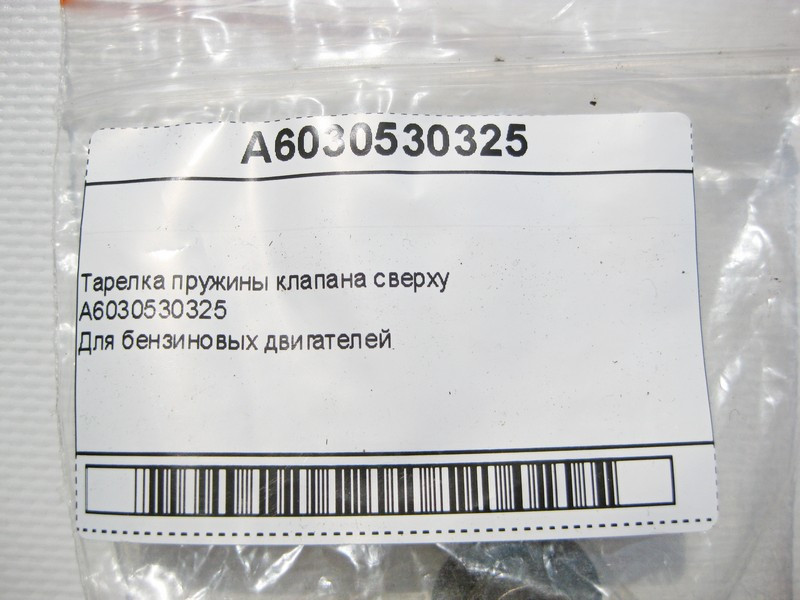 A6030530325
Тарелка пружины клапана сверху
A6030530325
Для бензиновых двигателей